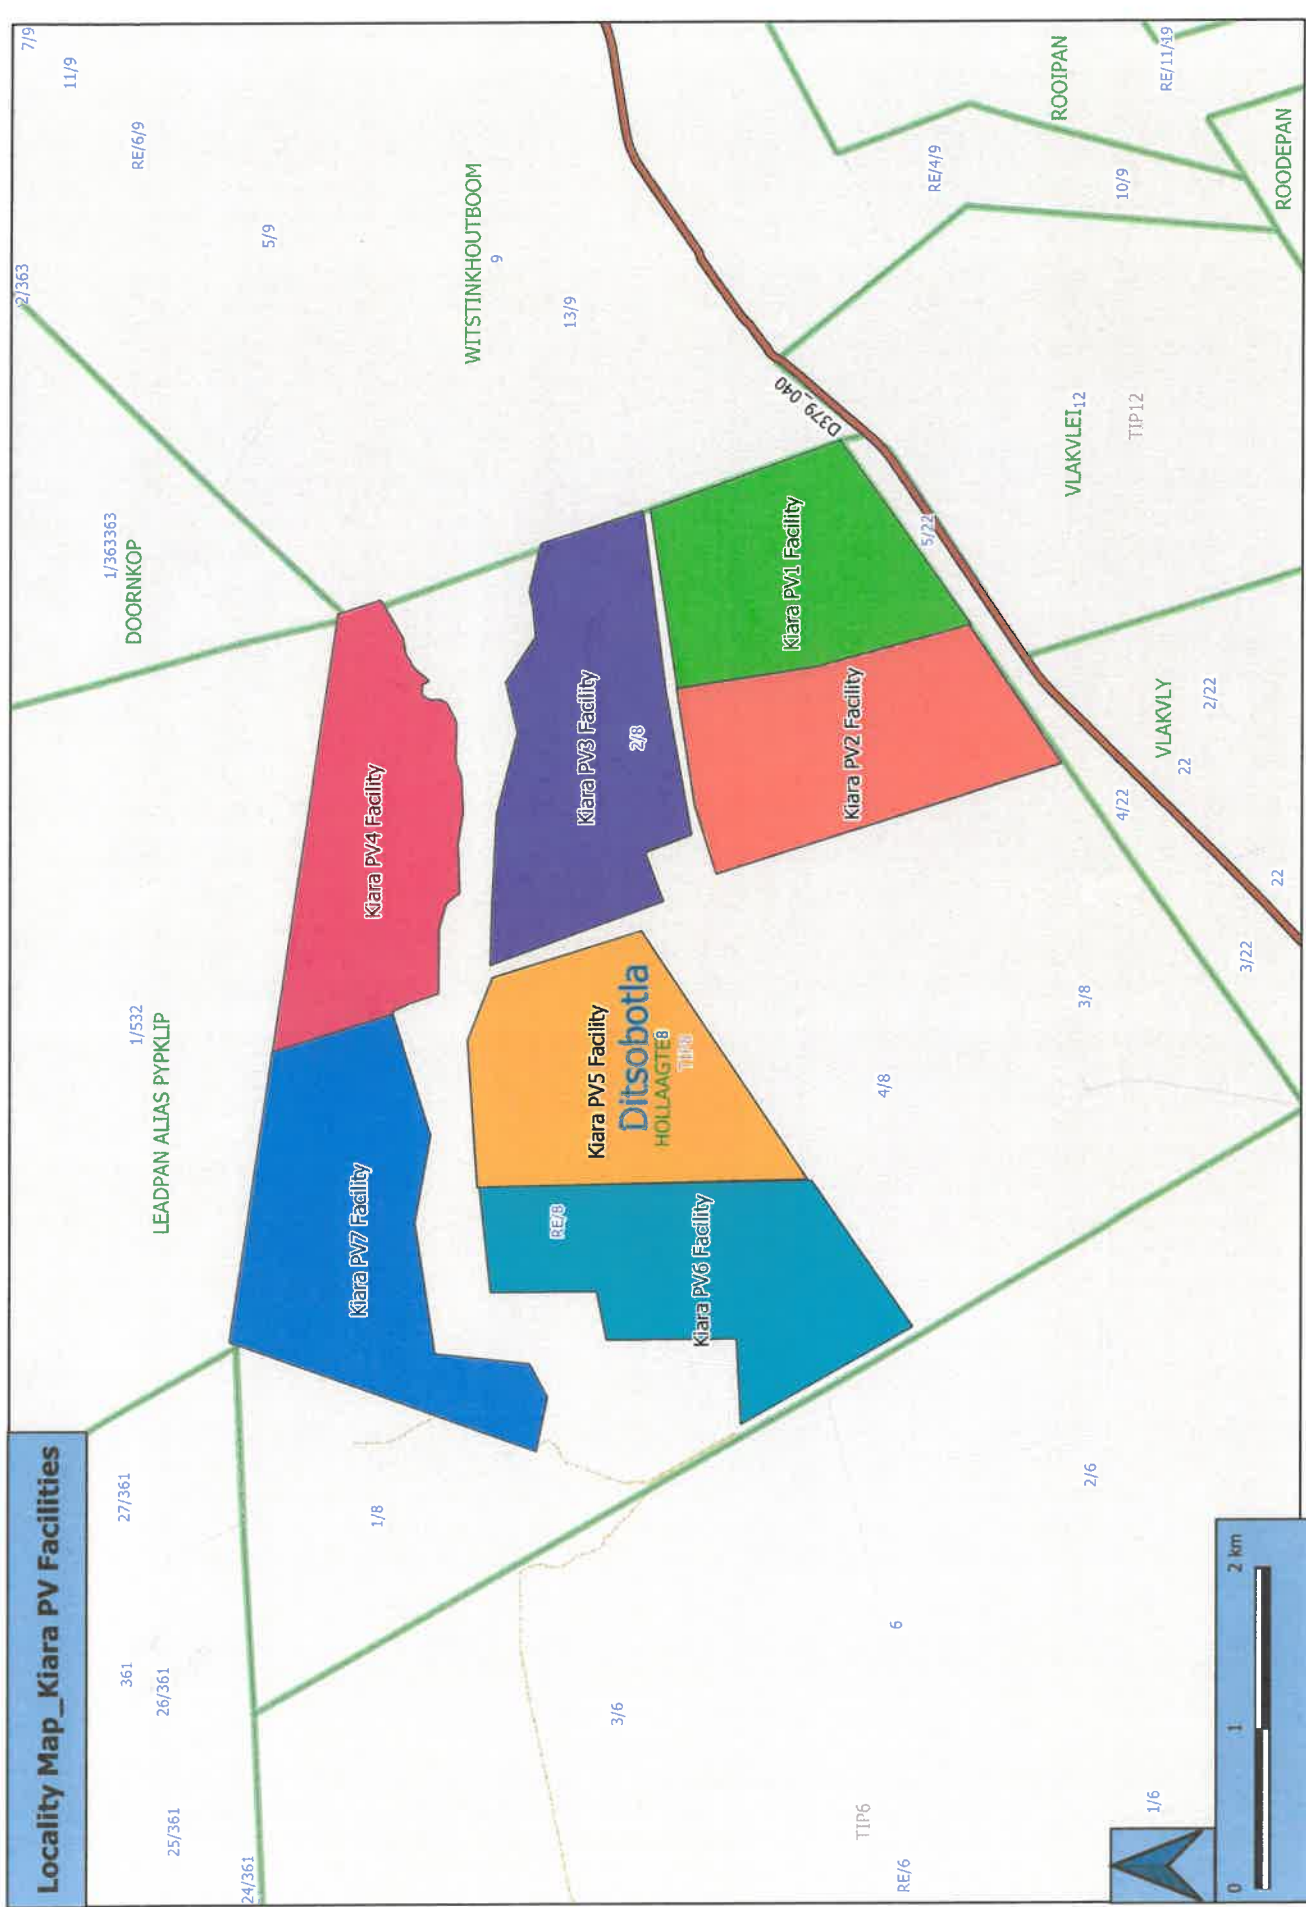 Locality Map_Kiara PV Facilities
7/9
11/9
RE/6/9
2/363
5/9
1/363363
DOORNKOP
WITSTINKHOUTBOOM
9
13/9
ROOIPAN
RE/11/19
RE/4/9
10/9
ROODEPAN
D379_040
VLAKVLEI
12
TIP12
5/22
Kiara PV1 Facility
Kiara PV2 Facility
Kiara PV3 Facility
2/8
Kiara PV4 Facility
VLAKVLY
22
2/22
4/22
22
3/22
1/532
LEADPAN ALIAS PYPKLIP
Kiara PV5 Facility
Ditsobotla
HOLLAAGTE8
TIP8
3/8
4/8
Kiara PV7 Facility
RE/8
Kiara PV6 Facility
27/361
1/8
361
26/361
25/361
24/361
2/6
6
3/6
TIP6
RE/6
1/6
0 1 2 km